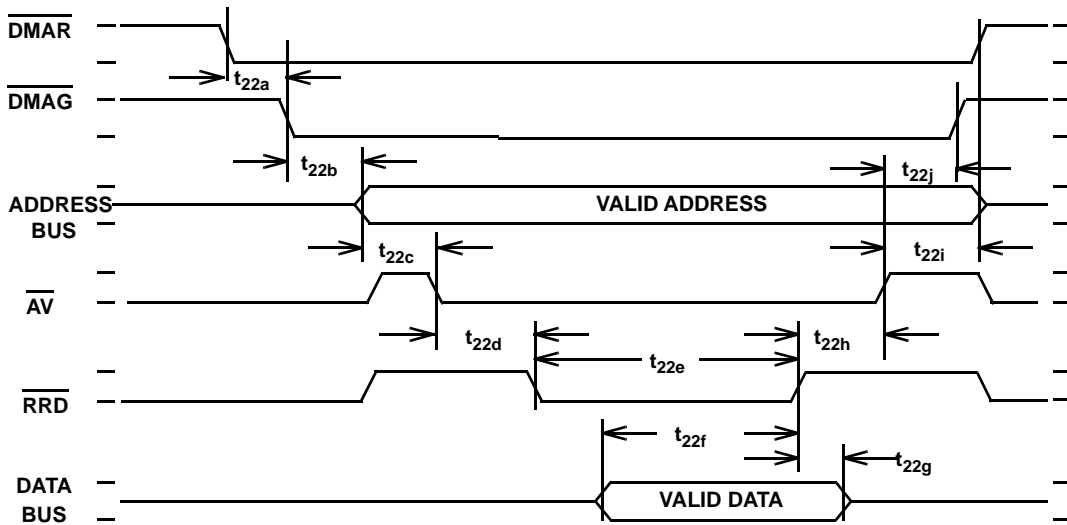 DMAR
t22a
DMAG
t22b
t22j
ADDRESS BUS
VALID ADDRESS
t22c
t22i
AV
t22d
t22e
t22h
RRD
t22f
t22g
DATA BUS
VALID DATA